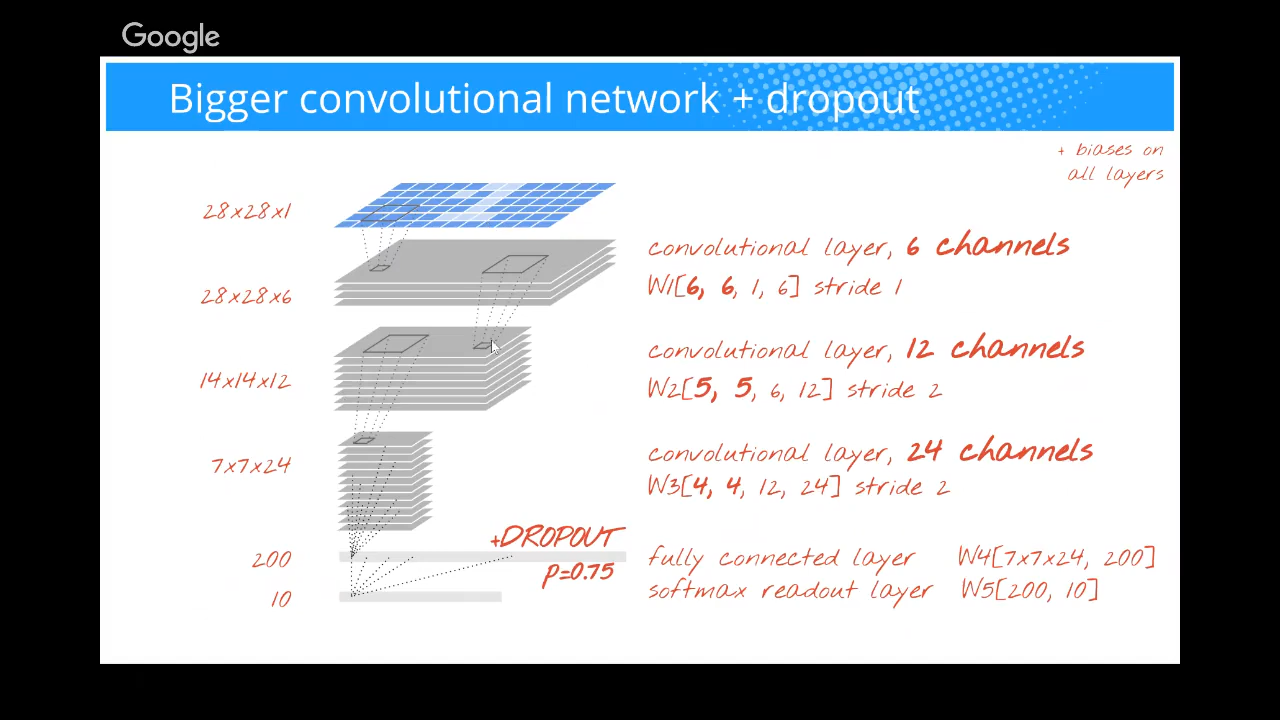 Google
Bigger convolutional network + dropout
+ biases on
all layers
28x28x1
convolutional layer, 6 channels
W1[6, 6, 1, 6] stride 1
28x28x6
convolutional layer, 12 channels
W2[5, 5, 6, 12] stride 2
14x14x12
convolutional layer, 24 channels
W3[4, 4, 12, 24] stride 2
7x7x24
+DROPOUT
p=0.75
200
fully connected layer W4[7x7x24, 200]
10
softmax readout layer W5[200, 10]